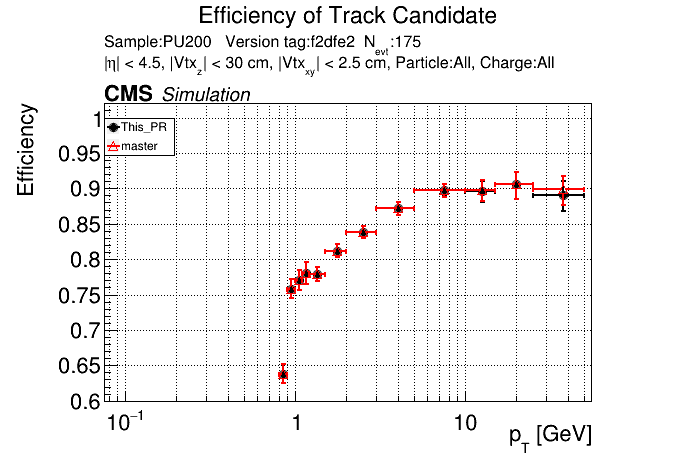 Efficiency of Track Candidate
Sample:PU200 Version tag:f2dfe2 N_evt:175
|η| < 4.5, |Vtx_z| < 30 cm, |Vtx_xy| < 2.5 cm, Particle:All, Charge:All
CMS Simulation
Efficiency
1
This_PR
master
0.95
0.9
0.85
0.8
0.75
0.7
0.65
0.6
10⁻¹ 1 10
p_T [GeV]